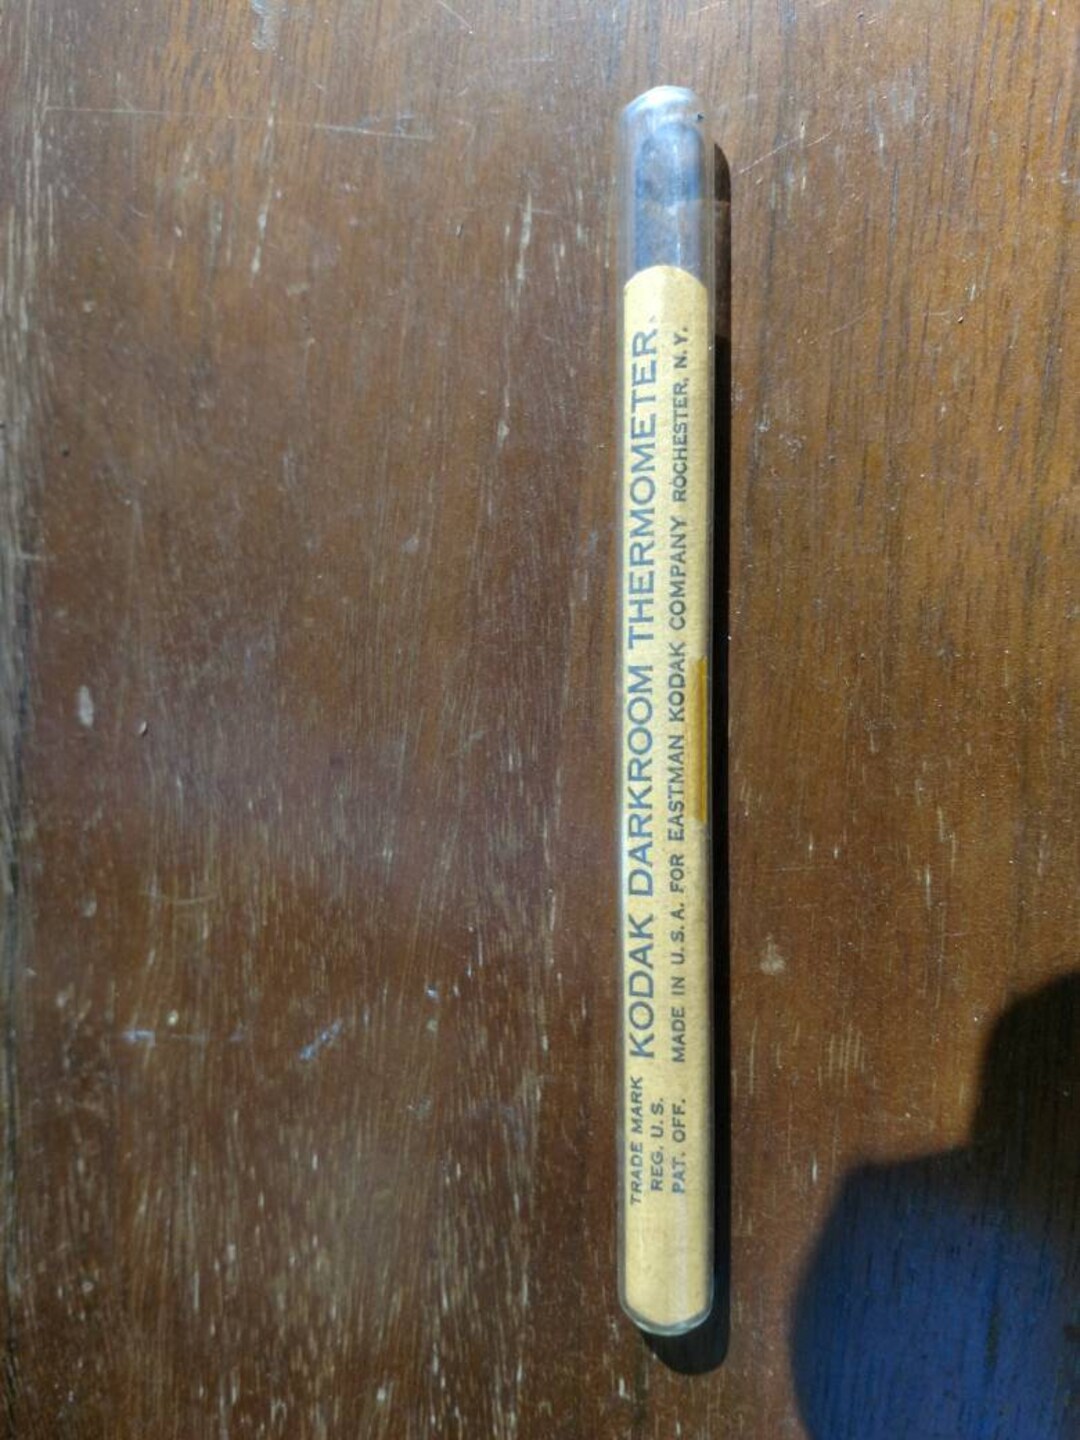 TRADE MARK
REG. U.S.
PAT. OFF.
KODAK DARKROOM THERMOMETER.
MADE IN U.S.A. FOR EASTMAN KODAK COMPANY ROCHESTER, N.Y.